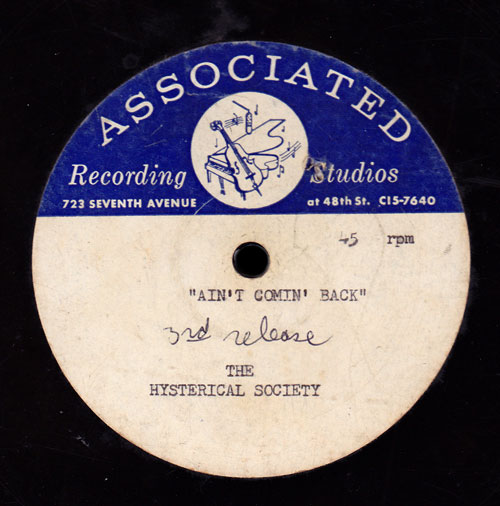 ASSOCIATED
Recording Studios
723 SEVENTH AVENUE at 48th St. CI5-7640
45 rpm
"AIN'T COMIN' BACK"
3rd release
THE
HYSTERICAL SOCIETY